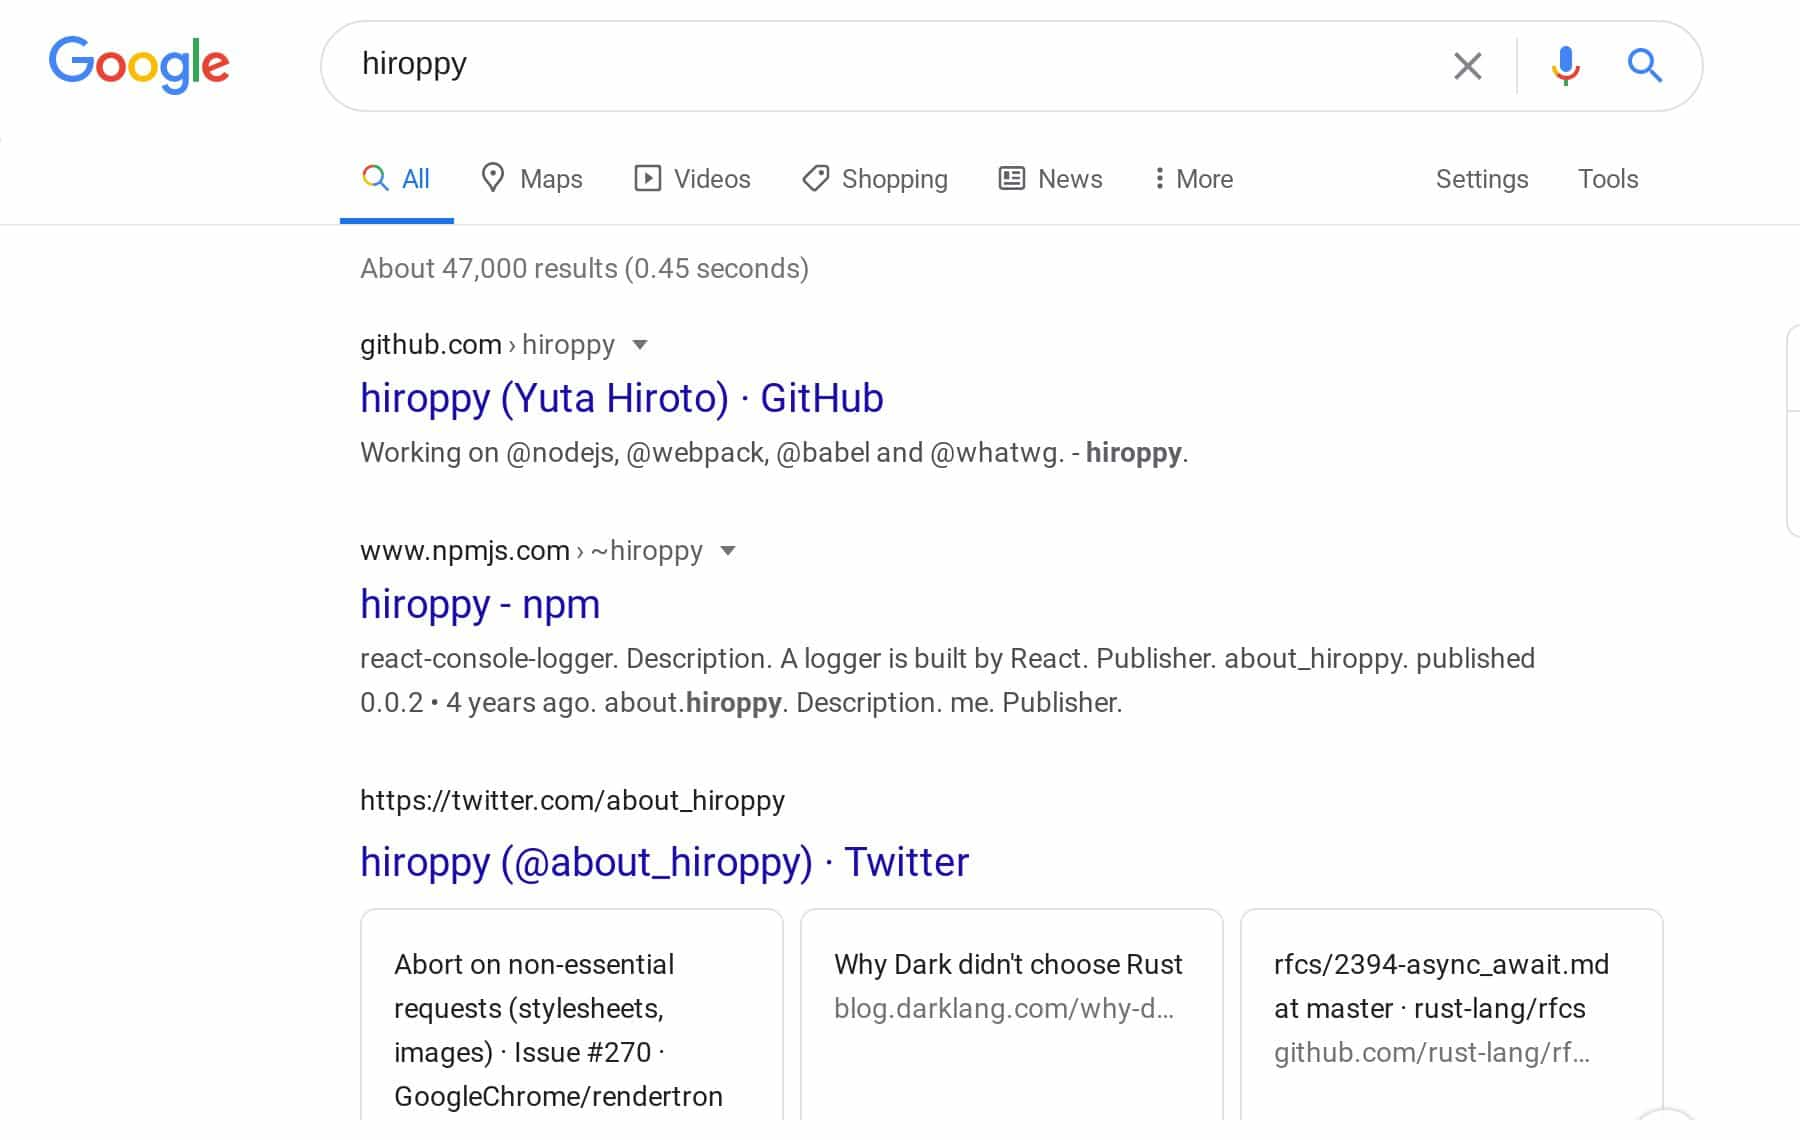 Google
hiroppy
All Maps Videos Shopping News More Settings Tools
About 47,000 results (0.45 seconds)
github.com › hiroppy
hiroppy (Yuta Hiroto) · GitHub
Working on @nodejs, @webpack, @babel and @whatwg. - hiroppy.
www.npmjs.com › ~hiroppy
hiroppy - npm
react-console-logger. Description. A logger is built by React. Publisher. about_hiroppy. published
0.0.2 • 4 years ago. about.hiroppy. Description. me. Publisher.
https://twitter.com/about_hiroppy
hiroppy (@about_hiroppy) · Twitter
Abort on non-essential
requests (stylesheets,
images) · Issue #270 ·
GoogleChrome/rendertron
Why Dark didn't choose Rust
blog.darklang.com/why-d...
rfcs/2394-async_await.md
at master · rust-lang/rfcs
github.com/rust-lang/rf...